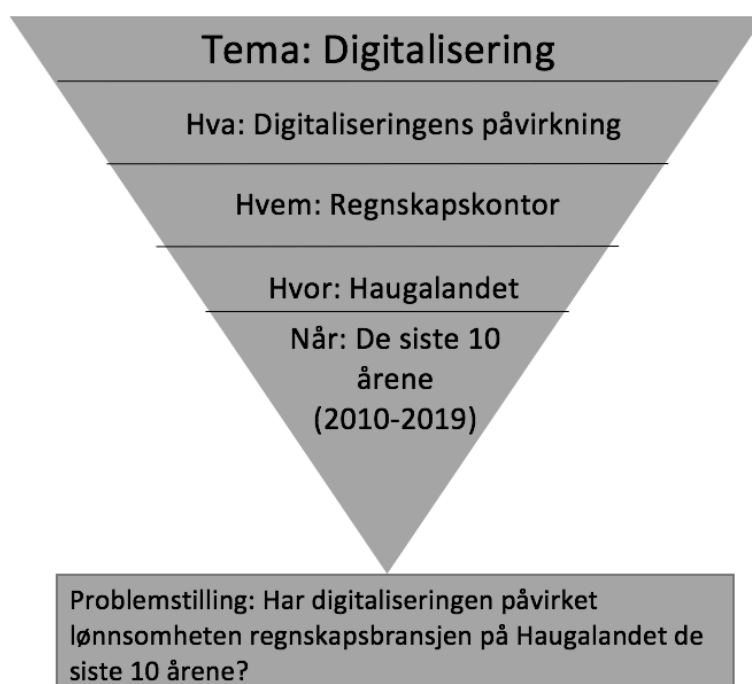 Tema: Digitalisering
Hva: Digitaliseringens påvirkning
Hvem: Regnskapskontor
Hvor: Haugalandet
Når: De siste 10
årene
(2010-2019)
Problemstilling: Har digitaliseringen påvirket
lønnsomheten regnskapsbransjen på Haugalandet de
siste 10 årene?